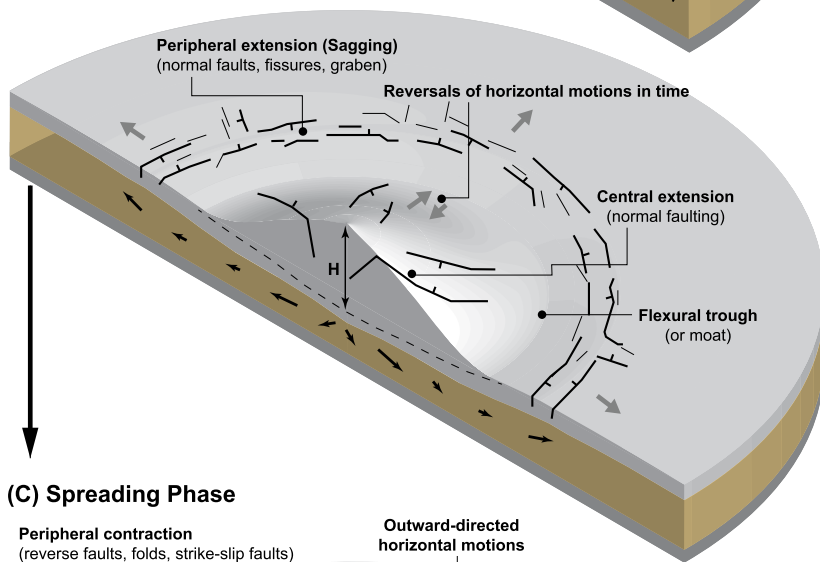 Peripheral extension (Sagging)
(normal faults, fissures, graben)
Reversals of horizontal motions in time
Central extension
(normal faulting)
H
Flexural trough
(or moat)
(C) Spreading Phase
Peripheral contraction
(reverse faults, folds, strike-slip faults)
Outward-directed
horizontal motions